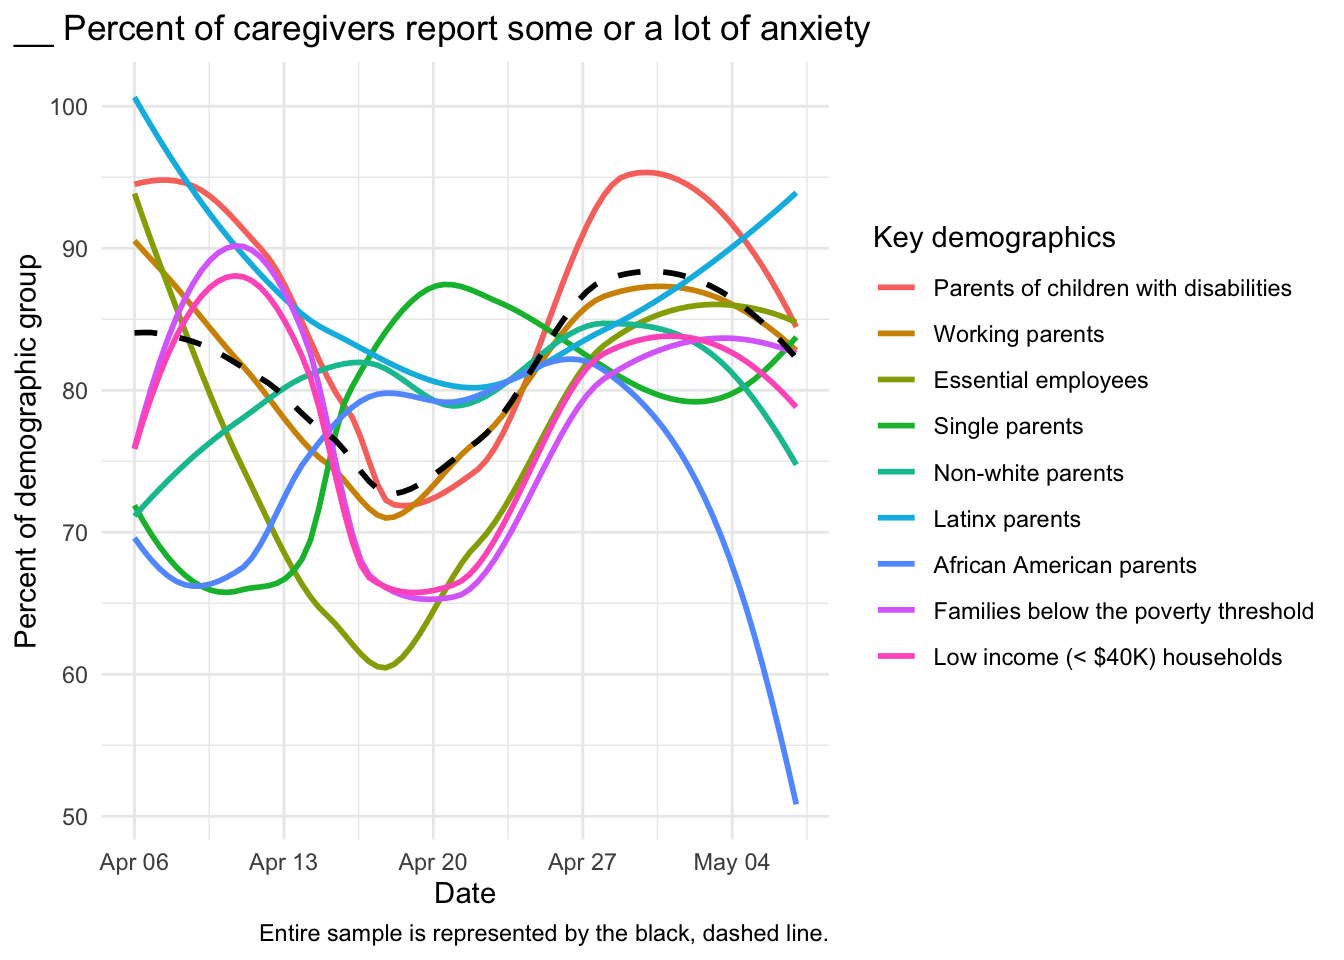 __ Percent of caregivers report some or a lot of anxiety
Percent of demographic group
100
90
80
70
60
50
Apr 06
Apr 13
Apr 20
Apr 27
May 04
Date
Key demographics
Parents of children with disabilities
Working parents
Essential employees
Single parents
Non-white parents
Latinx parents
African American parents
Families below the poverty threshold
Low income (< $40K) households
Entire sample is represented by the black, dashed line.